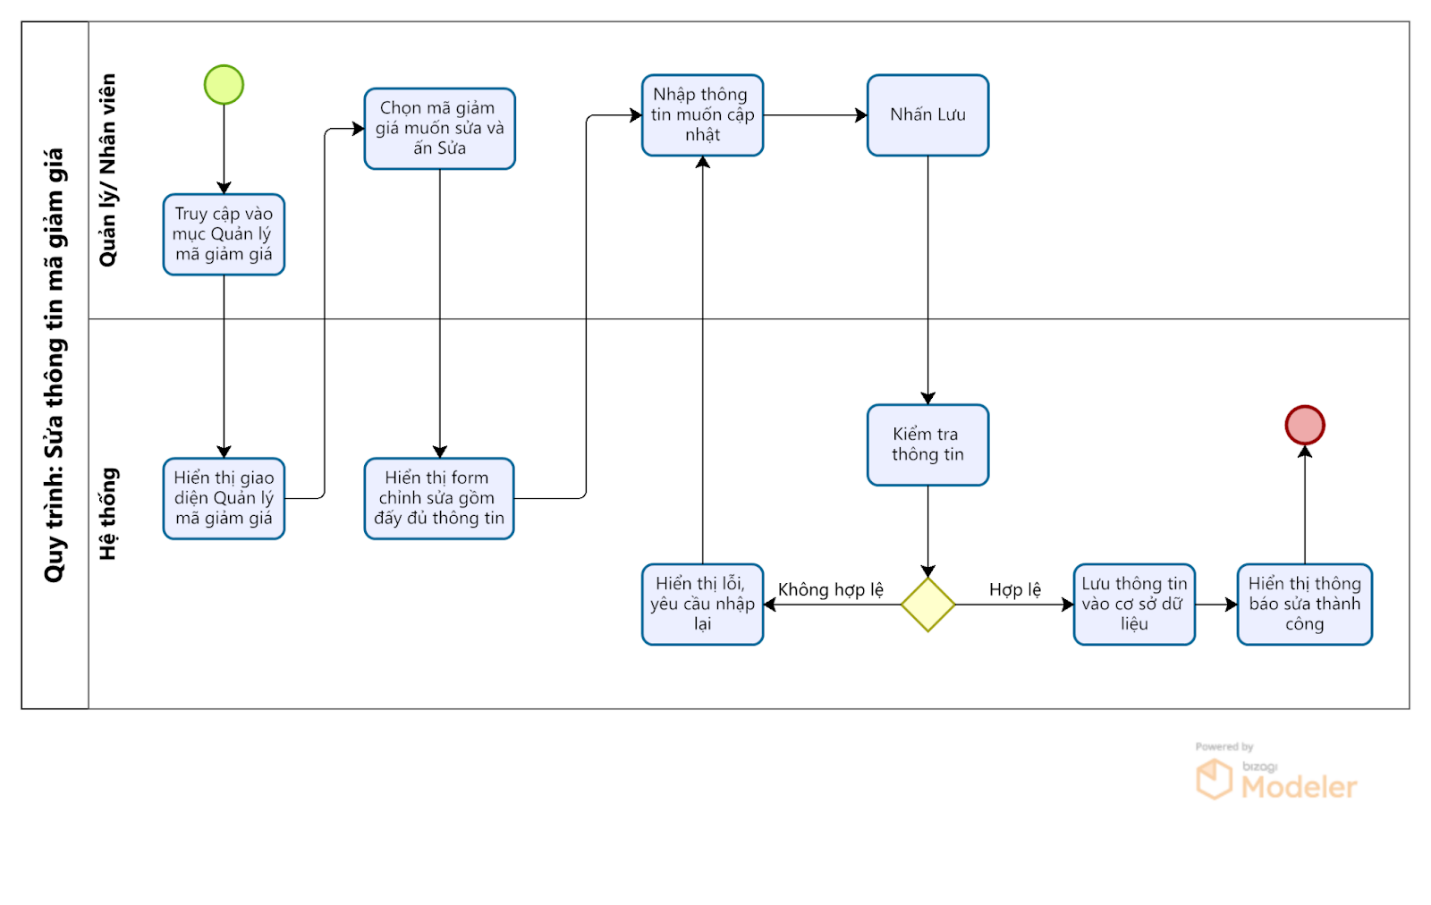 Quy trình: Sửa thông tin mã giảm giá
Quản lý/ Nhân viên
Truy cập vào
mục Quản lý
mã giảm giá
Chọn mã giảm
giá muốn sửa và
ấn Sửa
Nhập thông
tin muốn cập
nhật
Nhấn Lưu
Hệ thống
Hiển thị giao
diện Quản lý
mã giảm giá
Hiển thị form
chỉnh sửa gồm
đấy đủ thông tin
Kiểm tra
thông tin
Không hợp lệ
Hợp lệ
Hiển thị lỗi,
yêu cầu nhập
lại
Lưu thông tin
vào cơ sở dữ
liệu
Hiển thị thông
báo sửa thành
công
Powered by
bizagi
Modeler